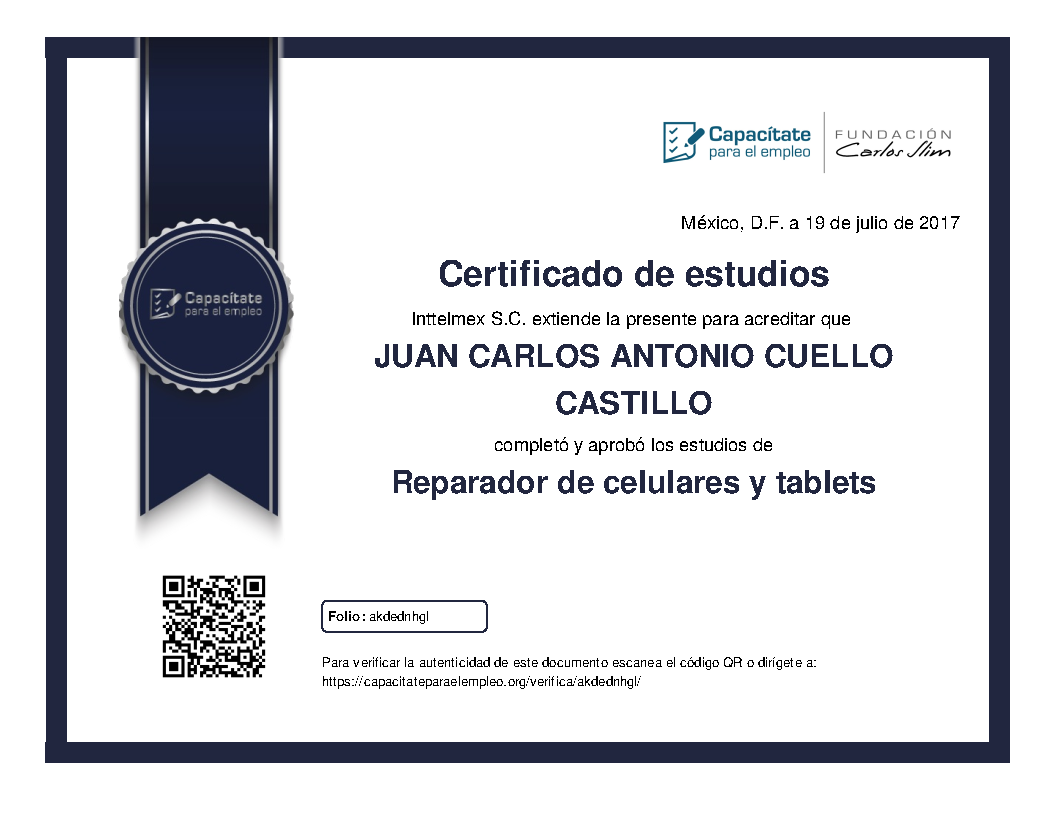 Capacítate
para el empleo
FUNDACIÓN
Carlos Slim
México, D.F. a 19 de julio de 2017
Certificado de estudios
Inttelmex S.C. extiende la presente para acreditar que
JUAN CARLOS ANTONIO CUELLO
CASTILLO
completó y aprobó los estudios de
Reparador de celulares y tablets
Capacítate
para el empleo
Folio: akdednhgl
Para verificar la autenticidad de este documento escanea el código QR o dirígete a:
https://capacitateparaelempleo.org/verifica/akdednhgl/